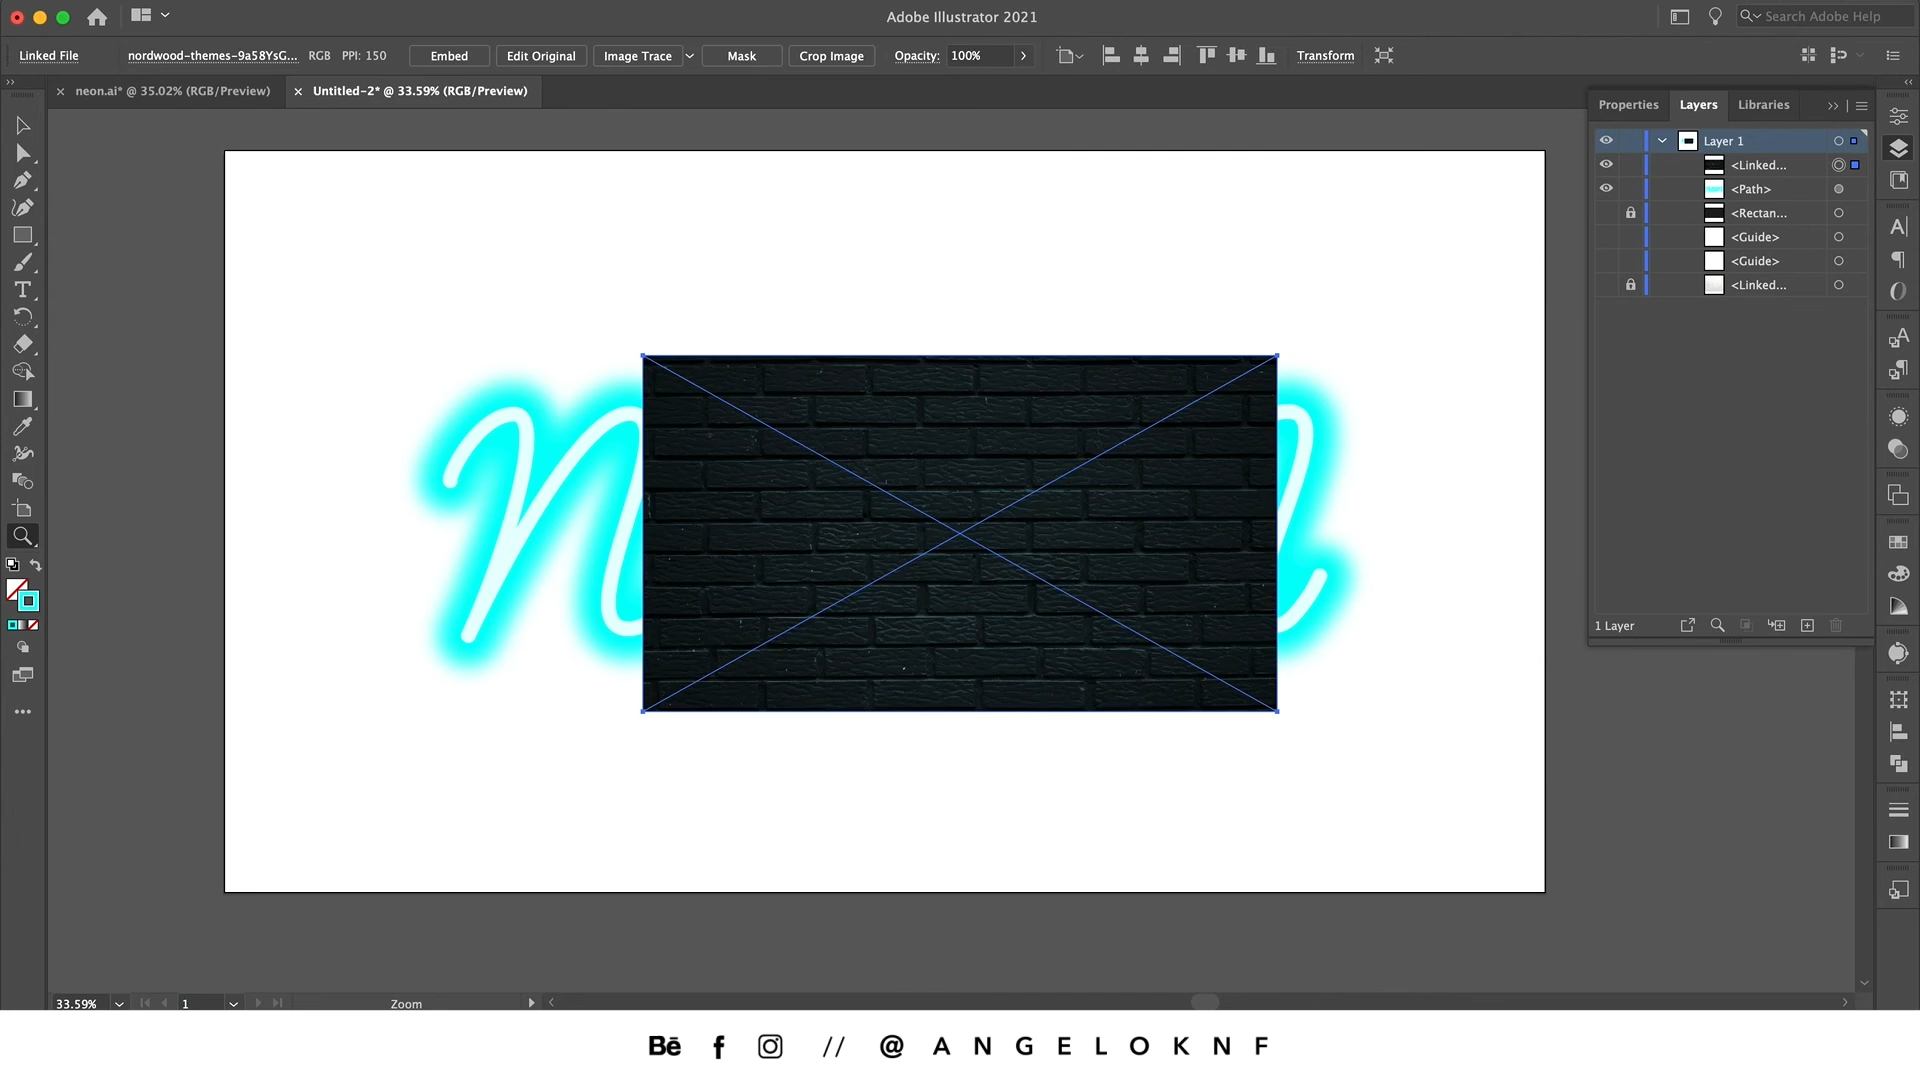 Adobe Illustrator 2021
Search Adobe Help
Linked File
nordwood-themes-9a58YsG...
RGB
PPI: 150
Embed
Edit Original
Image Trace
Mask
Crop Image
Opacity:
100%
Transform
neon.ai* @ 35.02% (RGB/Preview)
Untitled-2* @ 33.59% (RGB/Preview)
Properties
Layers
Libraries
Layer 1
<Linked...
<Path>
<Rectan...
<Guide>
<Guide>
<Linked...
1 Layer
33.59%
1
Zoom
Bē f // @ANGELOKNF